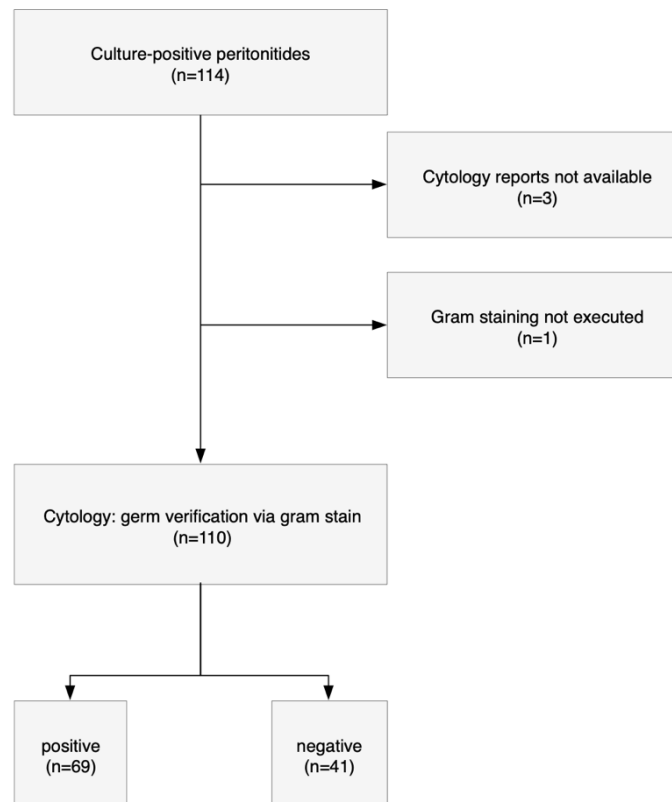 Culture-positive peritonitides
(n=114)
Cytology reports not available
(n=3)
Gram staining not executed
(n=1)
Cytology: germ verification via gram stain
(n=110)
positive
(n=69)
negative
(n=41)